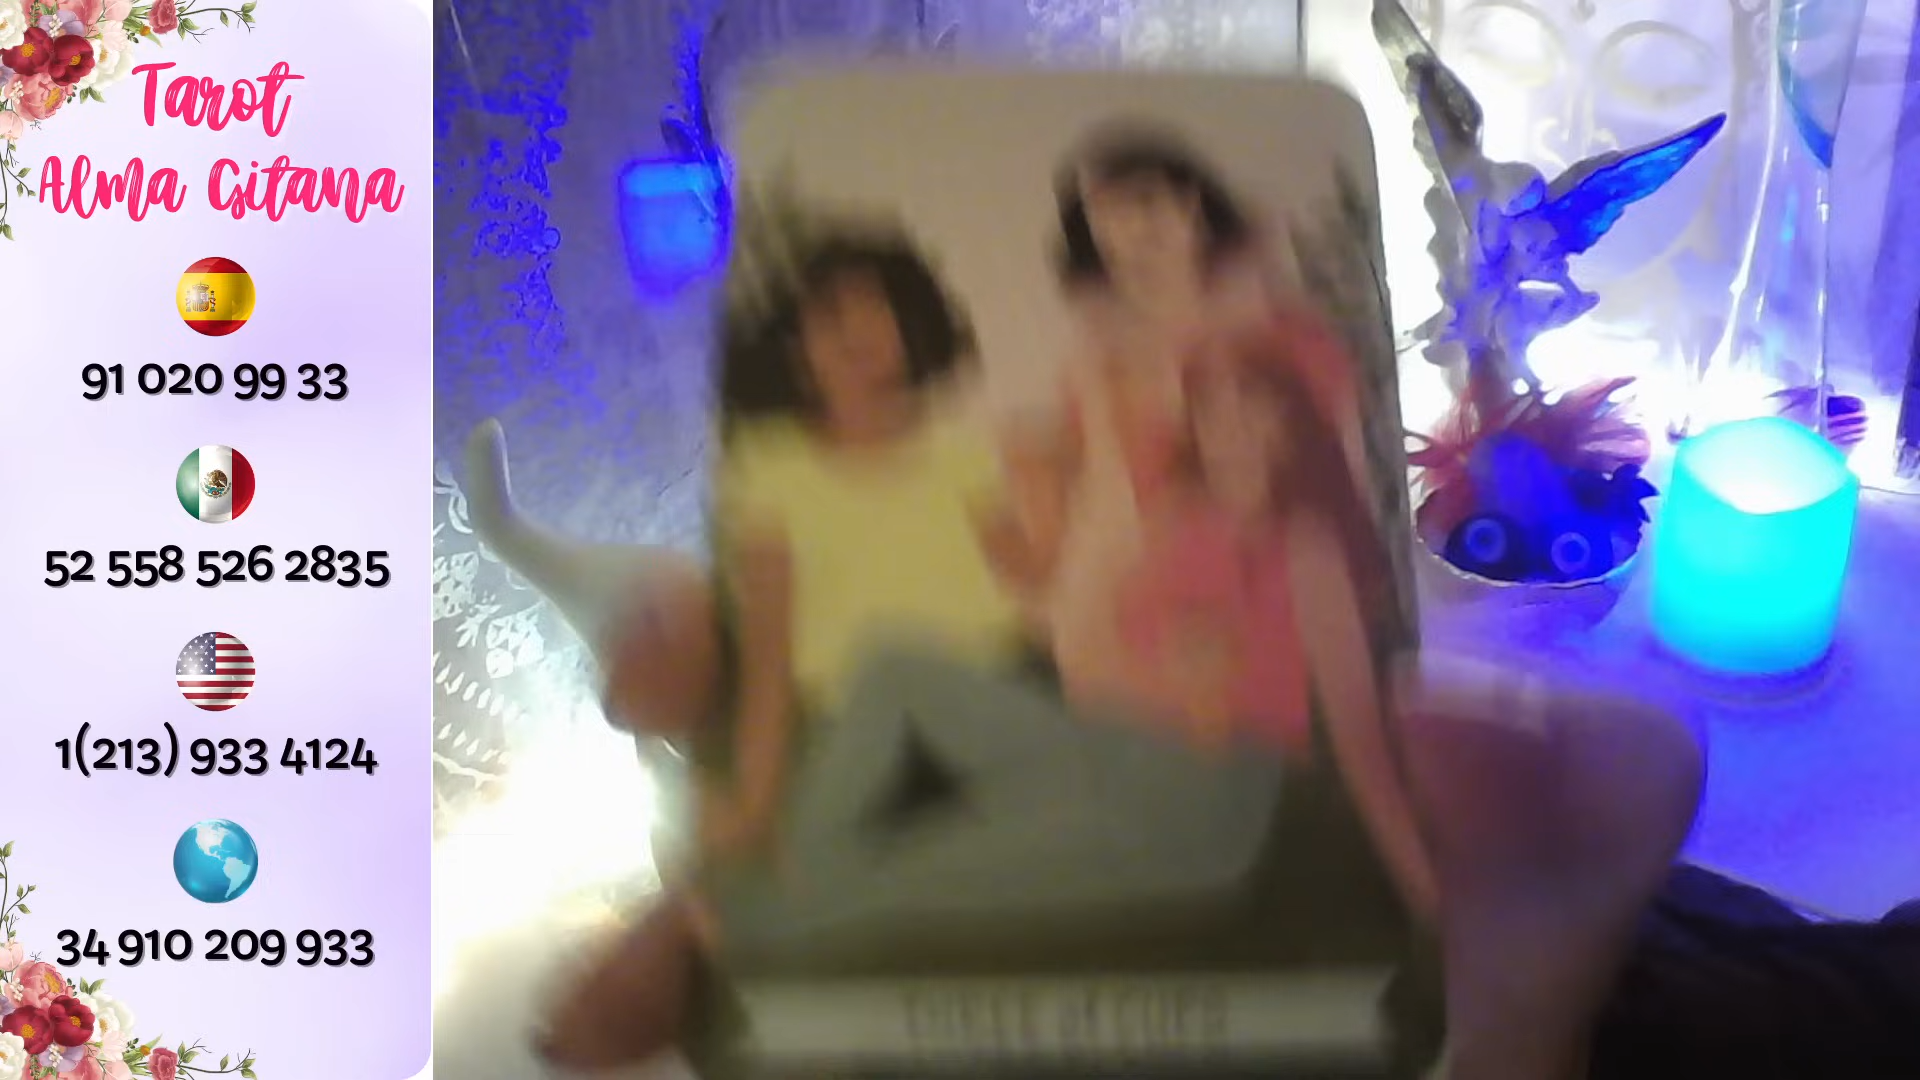 Tarot
Alma Gitana
91 020 99 33
52 558 526 2835
1(213) 933 4124
34 910 209 933